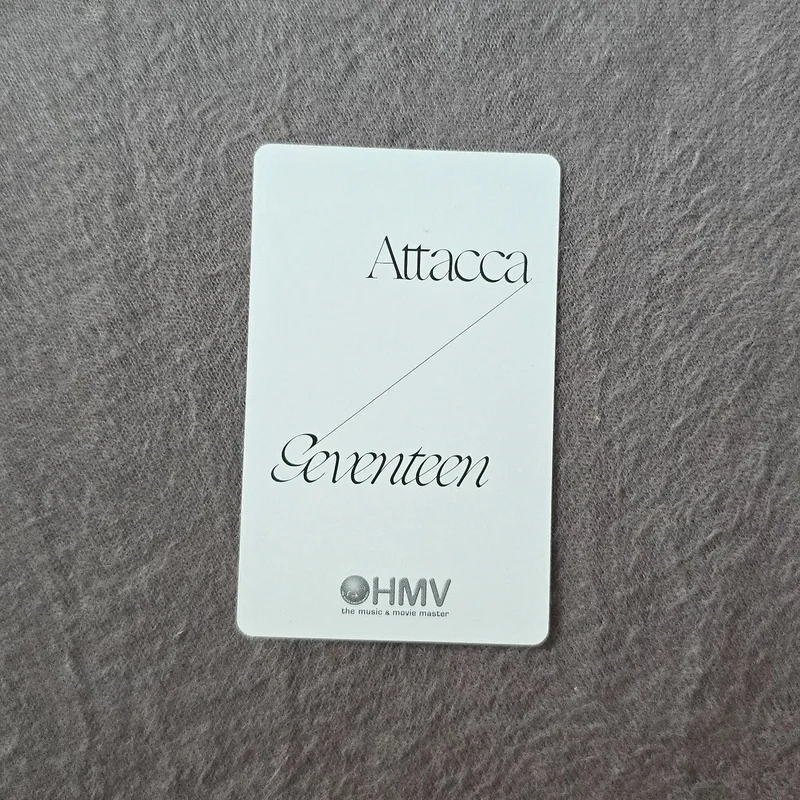 Attacca
Seventeen
HMV
the music & movie master